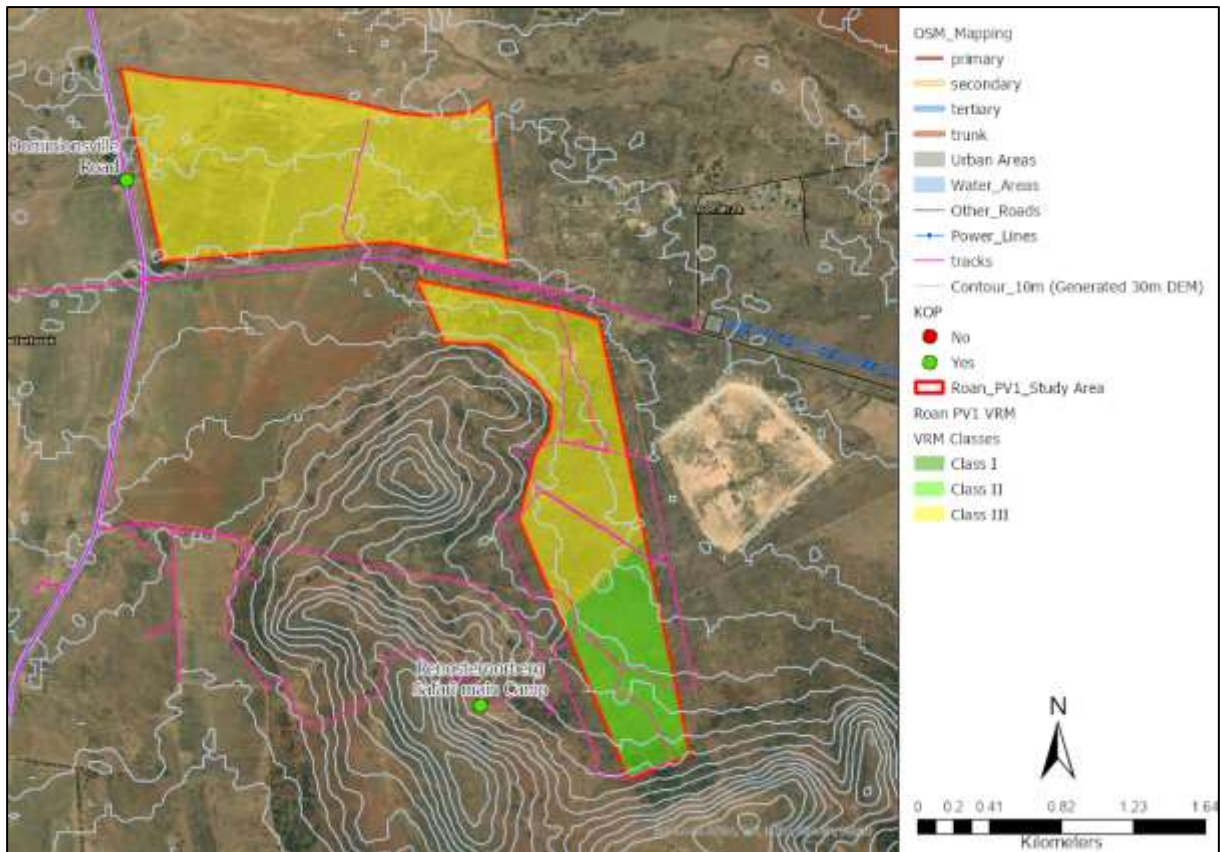 Dominionsville
Road
Safari main Camp
OSM_Mapping
primary
secondary
tertiary
trunk
Urban Areas
Water_Areas
Other_Roads
Power_Lines
tracks
Contour_10m (Generated 30m DEM)
KOP
No
Yes
Roan_PV1_Study Area
Roan PV1 VRM
VRM Classes
Class I
Class II
Class III
N
0 0.2 0.41 0.82 1.23 1.64
Kilometers